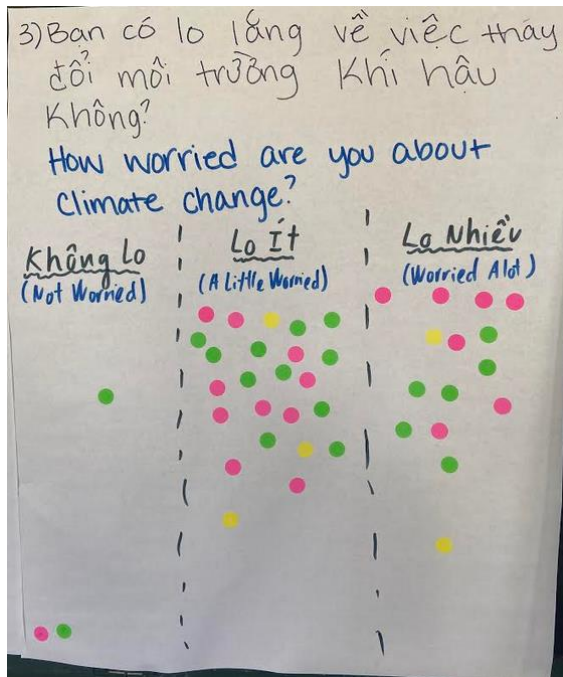 3) Bạn có lo lắng về việc thay
đổi môi trường Khí hậu
Không?
How worried are you about
climate change?
Không Lo
(Not Worried)
Lo Ít
(A Little Worried)
Lo Nhiều
(Worried Alot)